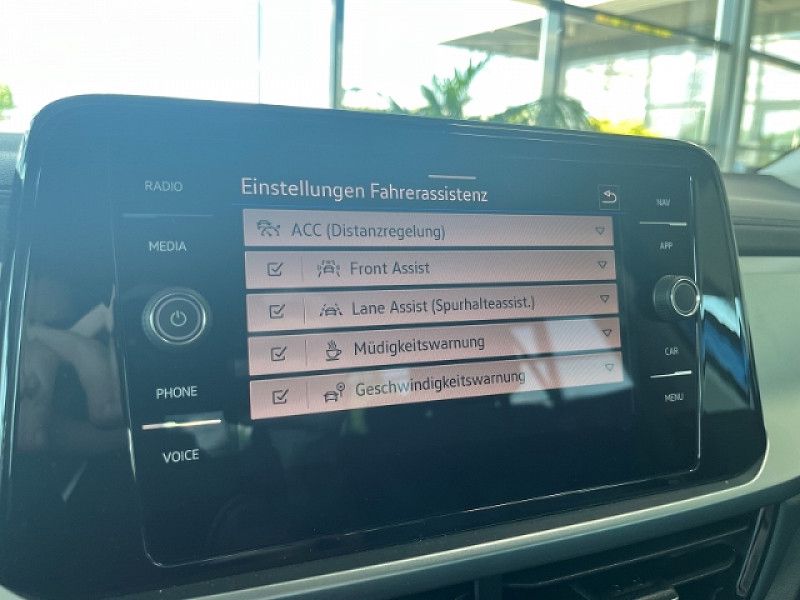 RADIO
MEDIA
PHONE
VOICE
Einstellungen Fahrerassistenz
ACC (Distanzregelung)
Front Assist
Lane Assist (Spurhalteassist.)
Müdigkeitswarnung
Geschwindigkeitswarnung
NAV
APP
CAR
MENU